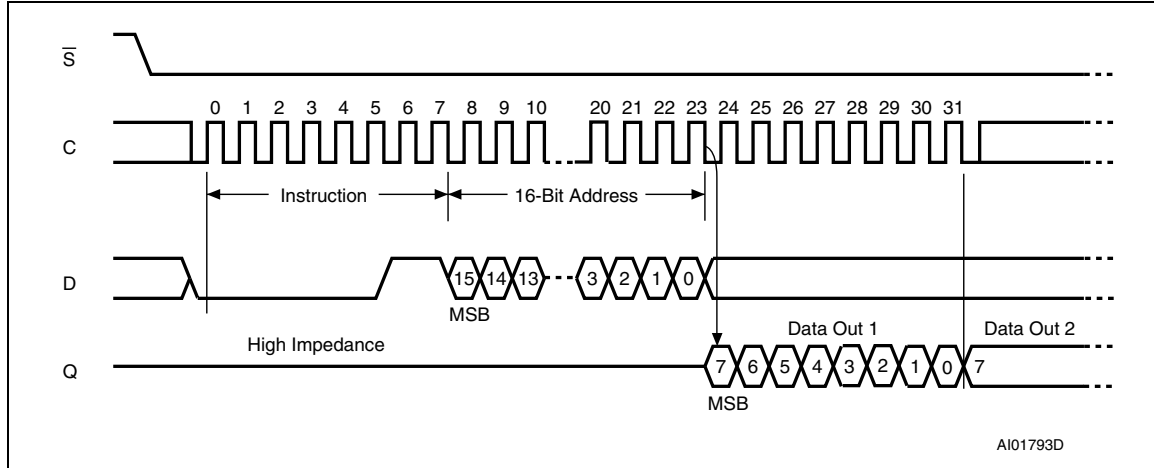 S
0 1 2 3 4 5 6 7 8 9 10 20 21 22 23 24 25 26 27 28 29 30 31
C
Instruction 16-Bit Address
D 15 14 13 3 2 1 0
MSB
High Impedance Data Out 1 Data Out 2
Q 7 6 5 4 3 2 1 0 7
MSB
AI01793D